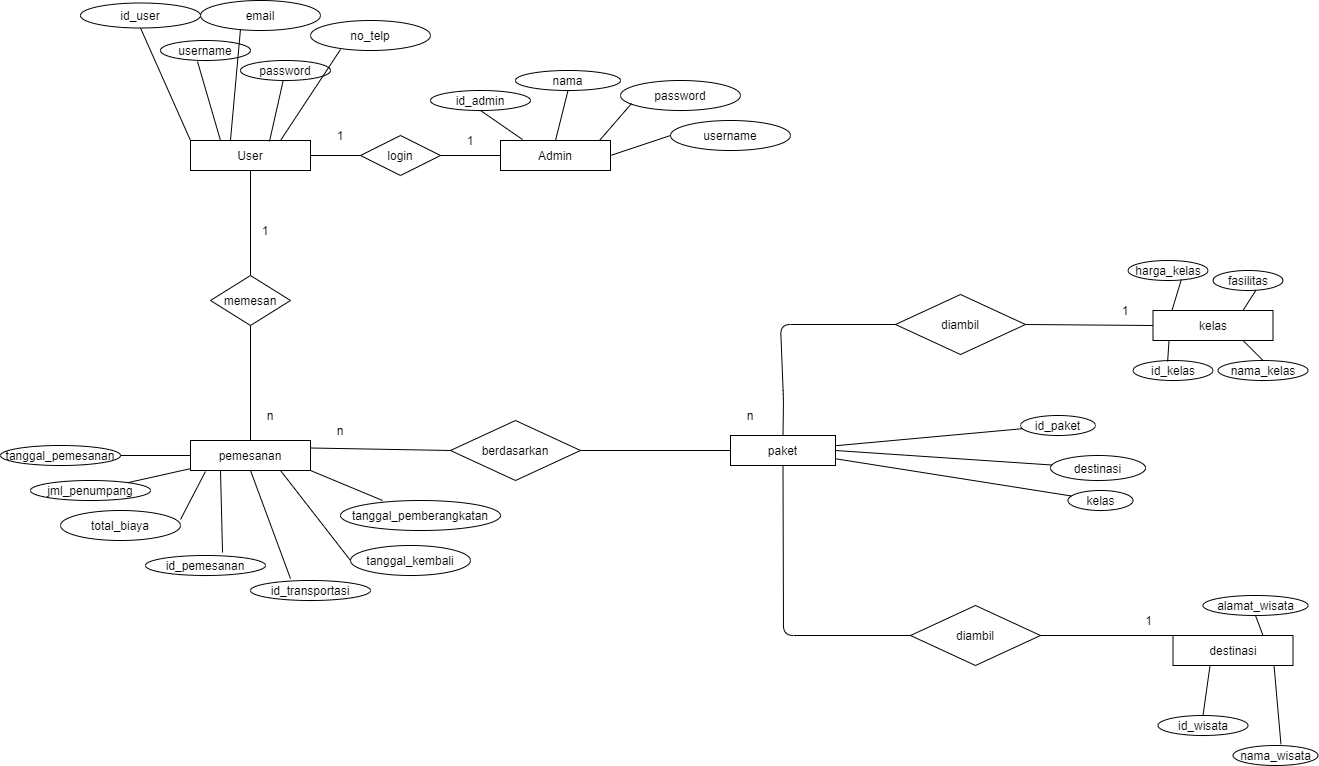 id_user
email
no_telp
username
password
nama
id_admin
password
username
1
1
User
login
Admin
1
memesan
harga_kelas
fasilitas
1
diambil
kelas
id_kelas
nama_kelas
n
n
n
id_paket
tanggal_pemesanan
pemesanan
berdasarkan
paket
destinasi
jml_penumpang
kelas
total_biaya
tanggal_pemberangkatan
id_pemesanan
tanggal_kembali
id_transportasi
alamat_wisata
1
diambil
destinasi
id_wisata
nama_wisata